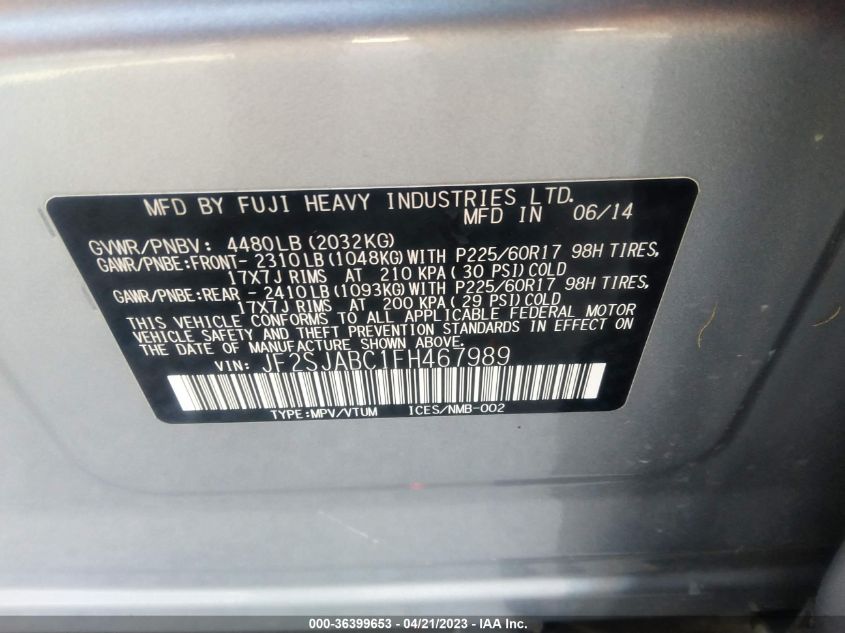 MFD BY FUJI HEAVY INDUSTRIES LTD.
MFD IN 06/14
GVWR/PNBV: 4480LB(2032KG)
GAWR/PNBE:FRONT- 2310LB(1048KG)WITH P225/60R17 98H TIRES,
17X7J RIMS AT 210 KPA(30 PSI)COLD
GAWR/PNBE:REAR - 2410LB(1093KG)WITH P225/60R17 98H TIRES,
17X7J RIMS AT 200 KPA(29 PSI)COLD
THIS VEHICLE CONFORMS TO ALL APPLICABLE FEDERAL MOTOR
VEHICLE SAFETY AND THEFT PREVENTION STANDARDS IN EFFECT ON
THE DATE OF MANUFACTURE SHOWN ABOVE.
VIN: JF2SJABC1FH467989
TYPE:MPV/VTUM ICES/NMB-002
000-36399653 - 04/21/2023 - IAA Inc.